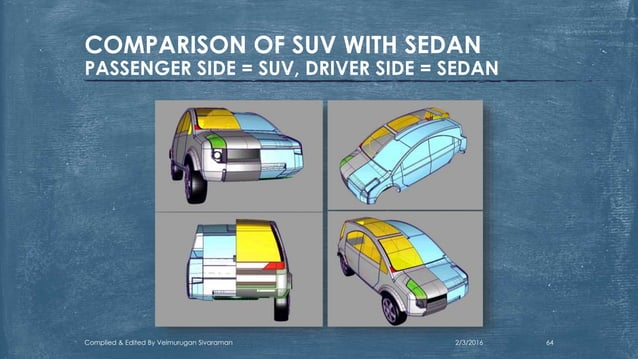 COMPARISON OF SUV WITH SEDAN
PASSENGER SIDE = SUV, DRIVER SIDE = SEDAN
Complied & Edited By Velmurugan Sivaraman
2/3/2016
64